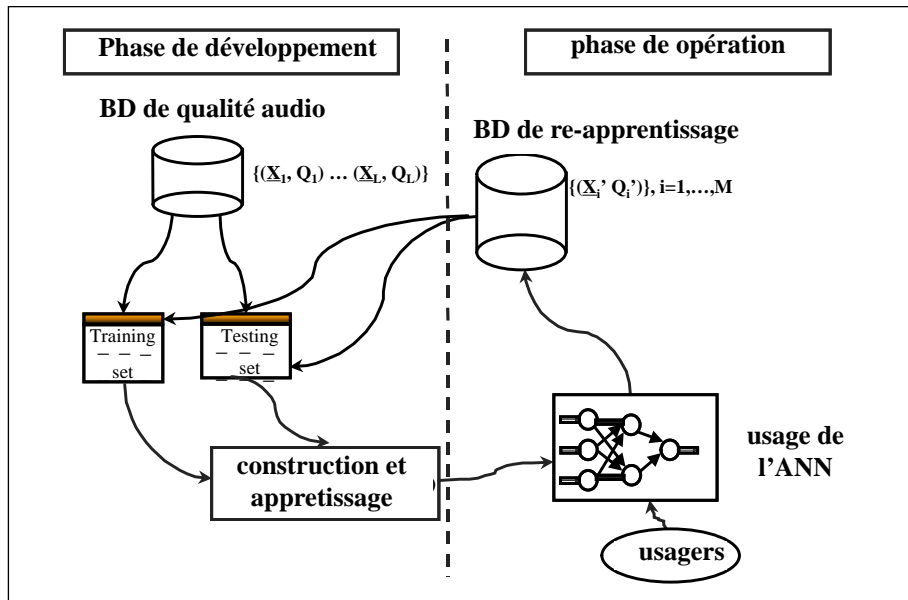 Phase de développement
phase de opération
BD de qualité audio
{(X1, Q1) … (XL, QL)}
BD de re-apprentissage
{(Xi’ Qi’)}, i=1,…,M
Training
set
Testing
set
construction et
appretissage
usage de
l’ANN
usagers